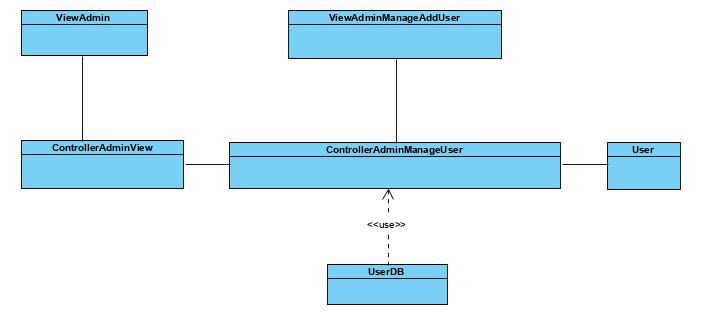 ViewAdmin
ViewAdminManageAddUser
ControllerAdminView
ControllerAdminManageUser
User
<<use>>
UserDB